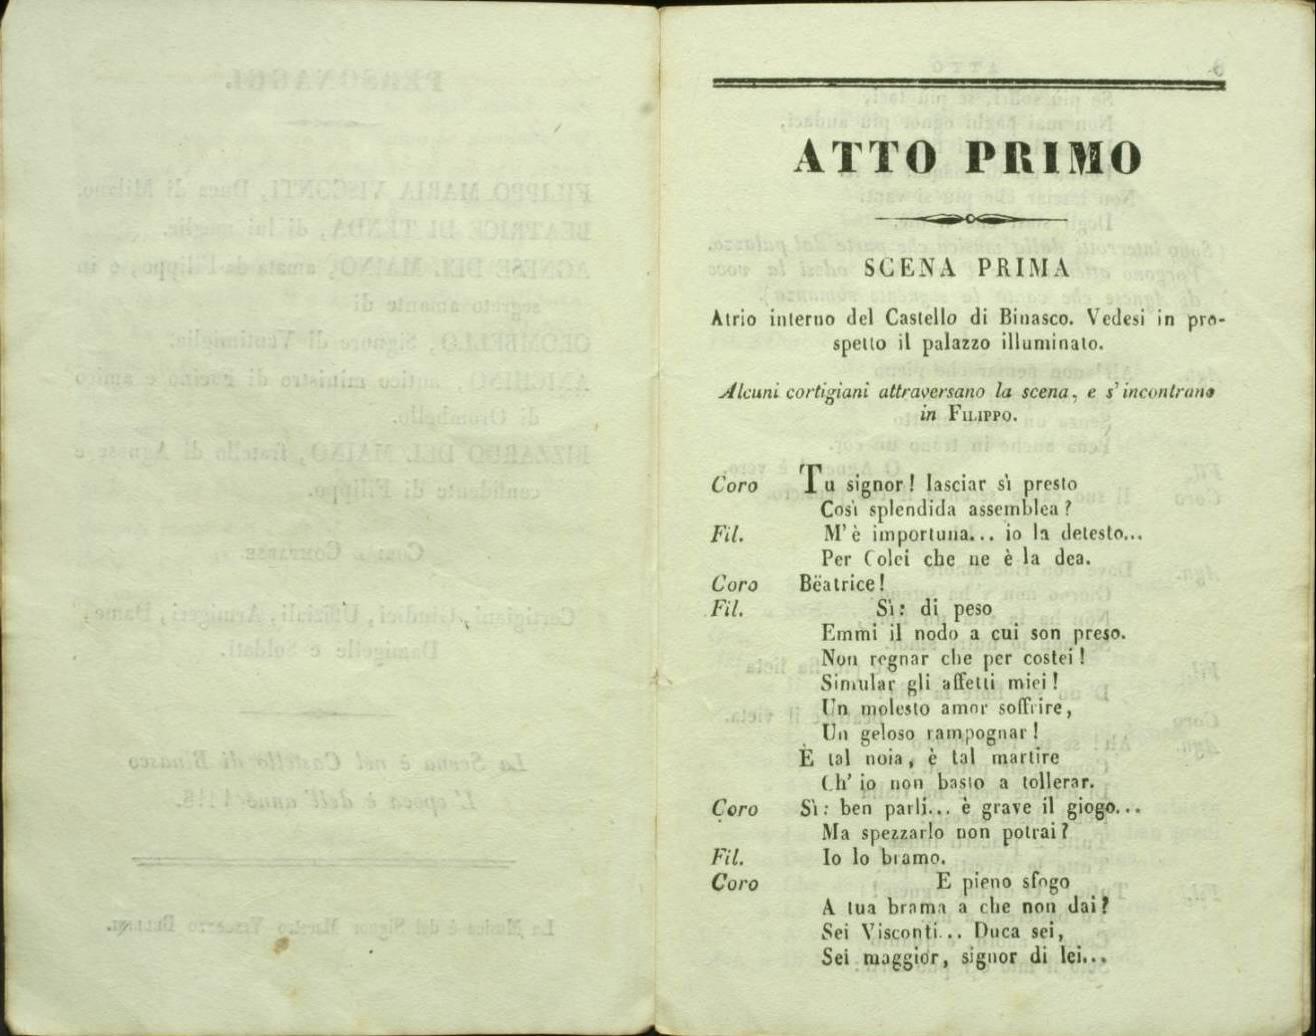 ATTO PRIMO
SCENA PRIMA
Atrio interno del Castello di Binasco. Vedesi in pro-
spetto il palazzo illuminato.
Alcuni cortigiani attraversano la scena, e s'incontrano
in FILIPPO.
Coro Tu signor! lasciar sì presto
Così splendida assemblea?
Fil. M'è importuna... io la detesto...
Per Colei che ne è la dea.
Coro Bëatrice!
Fil. Sì: di peso
Emmi il nodo a cui son preso.
Non regnar che per costei!
Simular gli affetti miei!
Un molesto amor soffrire,
Un geloso rampognar!
È tal noia, è tal martire
Ch' io non basto a tollerar.
Coro Sì: ben parli... è grave il giogo...
Ma spezzarlo non potrai?
Fil. Io lo bramo.
Coro E pieno sfogo
A tua brama a che non dai?
Sei Visconti... Duca sei,
Sei maggior, signor di lei...